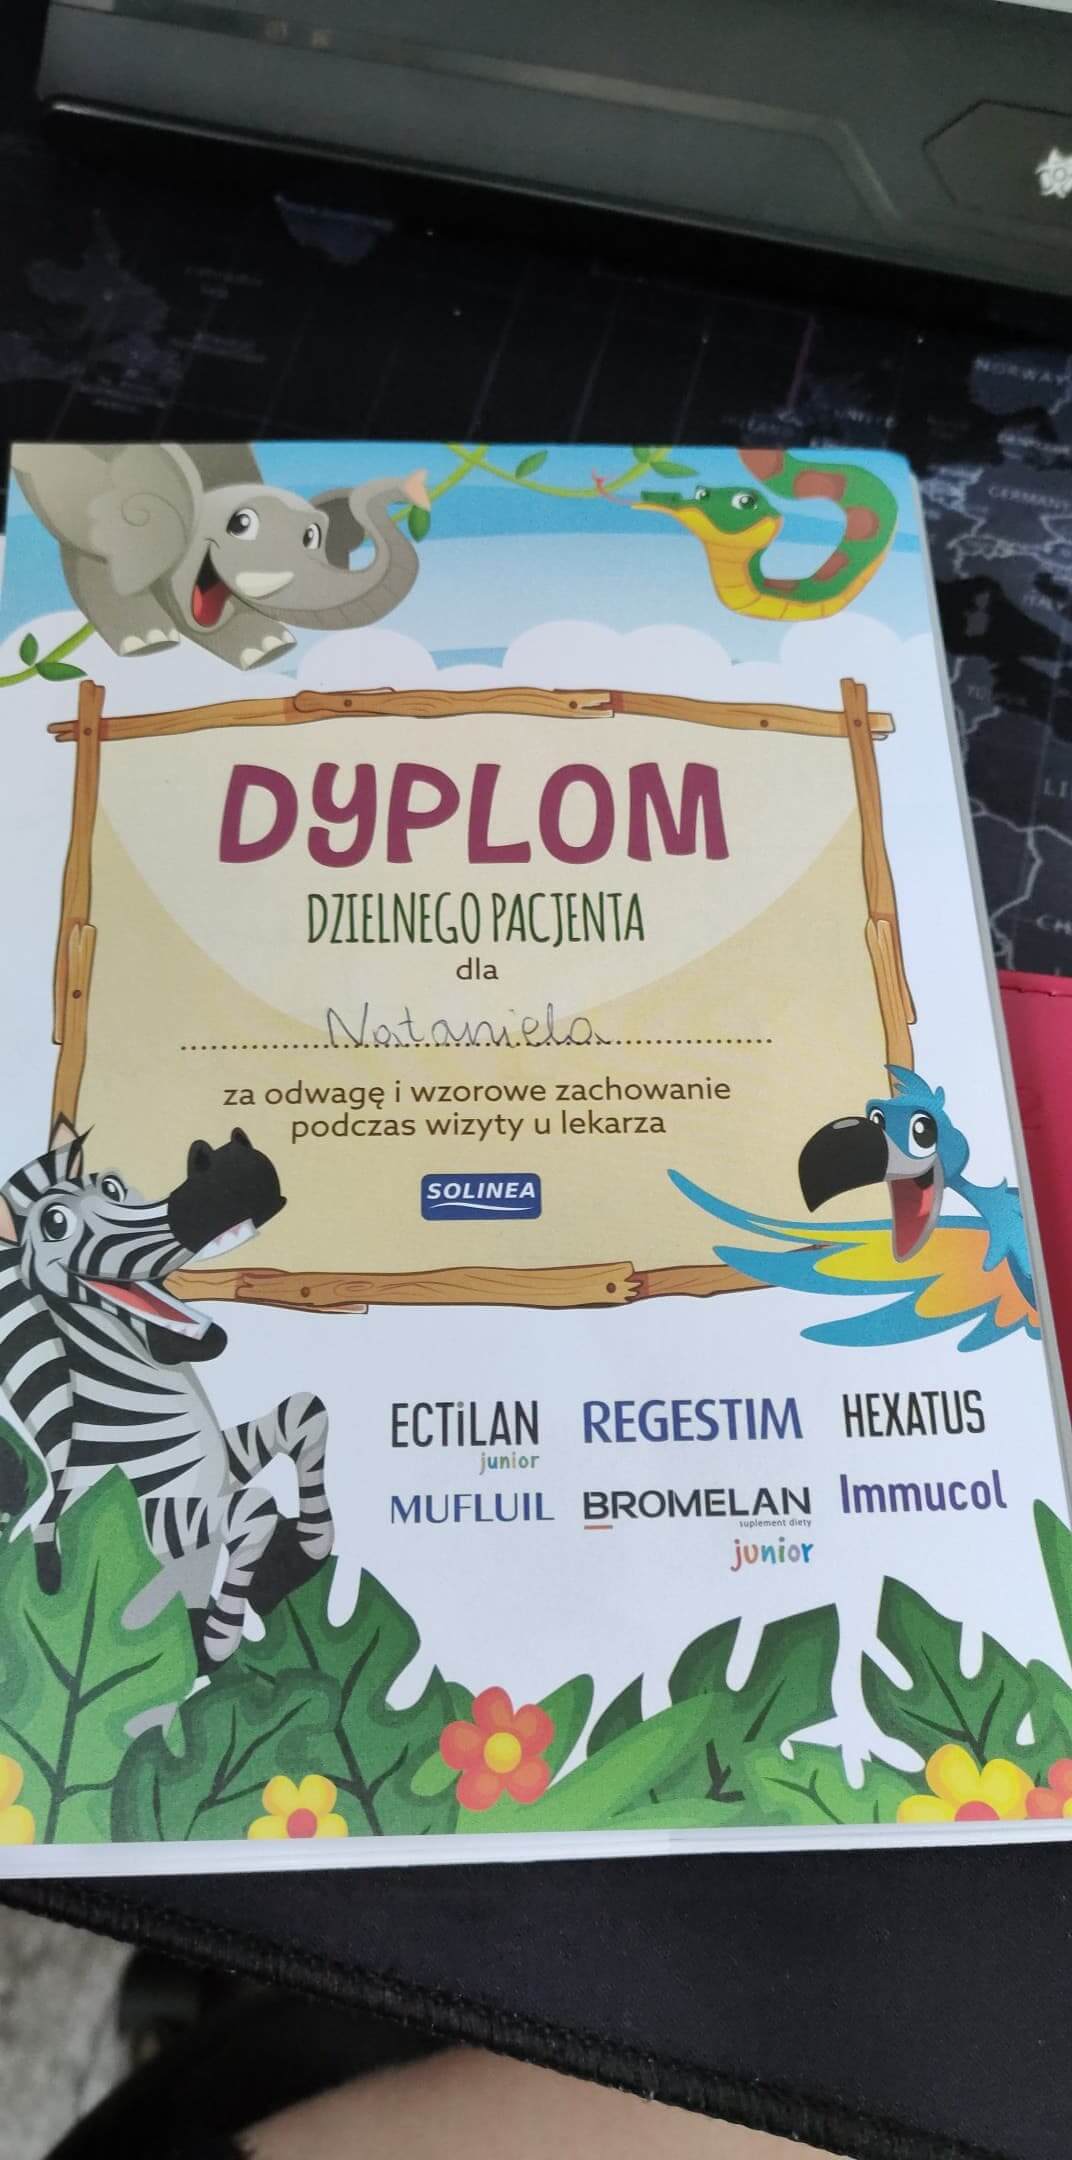 NORWAY
DYPLOM
DZIELNEGO PACJENTA
dla
Nataniela
za odwagę i wzorowe zachowanie
podczas wizyty u lekarza
SOLINEA
ECTiLAN REGESTIM HEXATUS
junior
MUFLUIL BROMELAN Immucol
suplement diety
junior